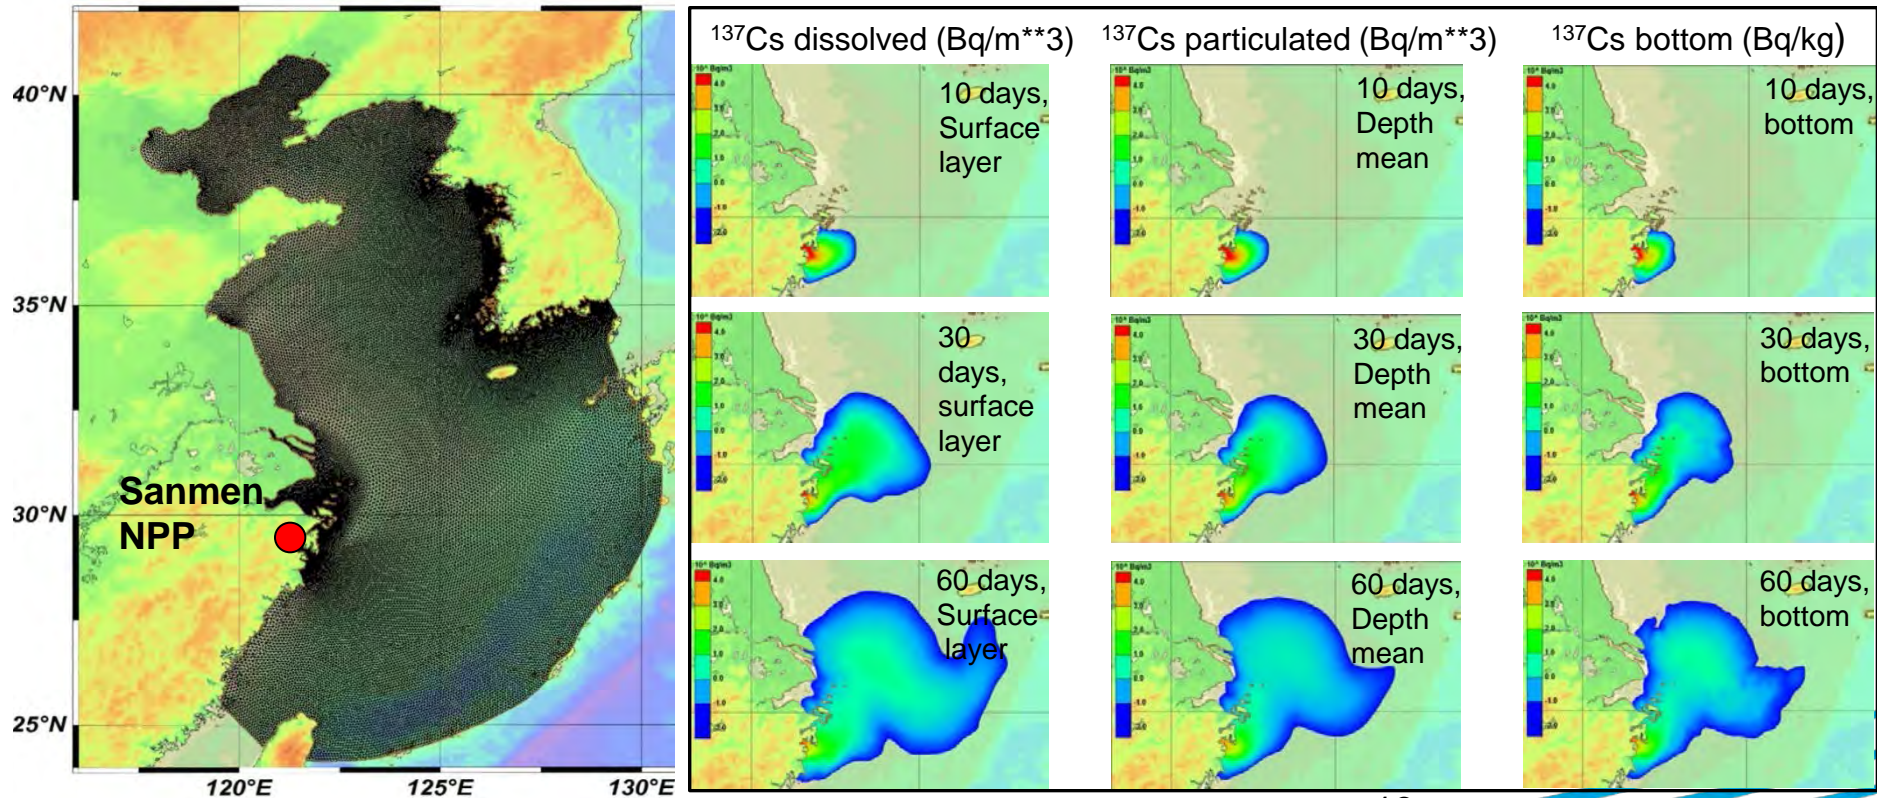 40°N
35°N
30°N
25°N
120°E
125°E
130°E
Sanmen
NPP
¹³⁷Cs dissolved (Bq/m**3)
¹³⁷Cs particulated (Bq/m**3)
¹³⁷Cs bottom (Bq/kg)
10 days,
Surface
layer
10 days,
Depth
mean
10 days,
bottom
30
days,
surface
layer
30 days,
Depth
mean
30 days,
bottom
60 days,
Surface
layer
60 days,
Depth
mean
60 days,
bottom